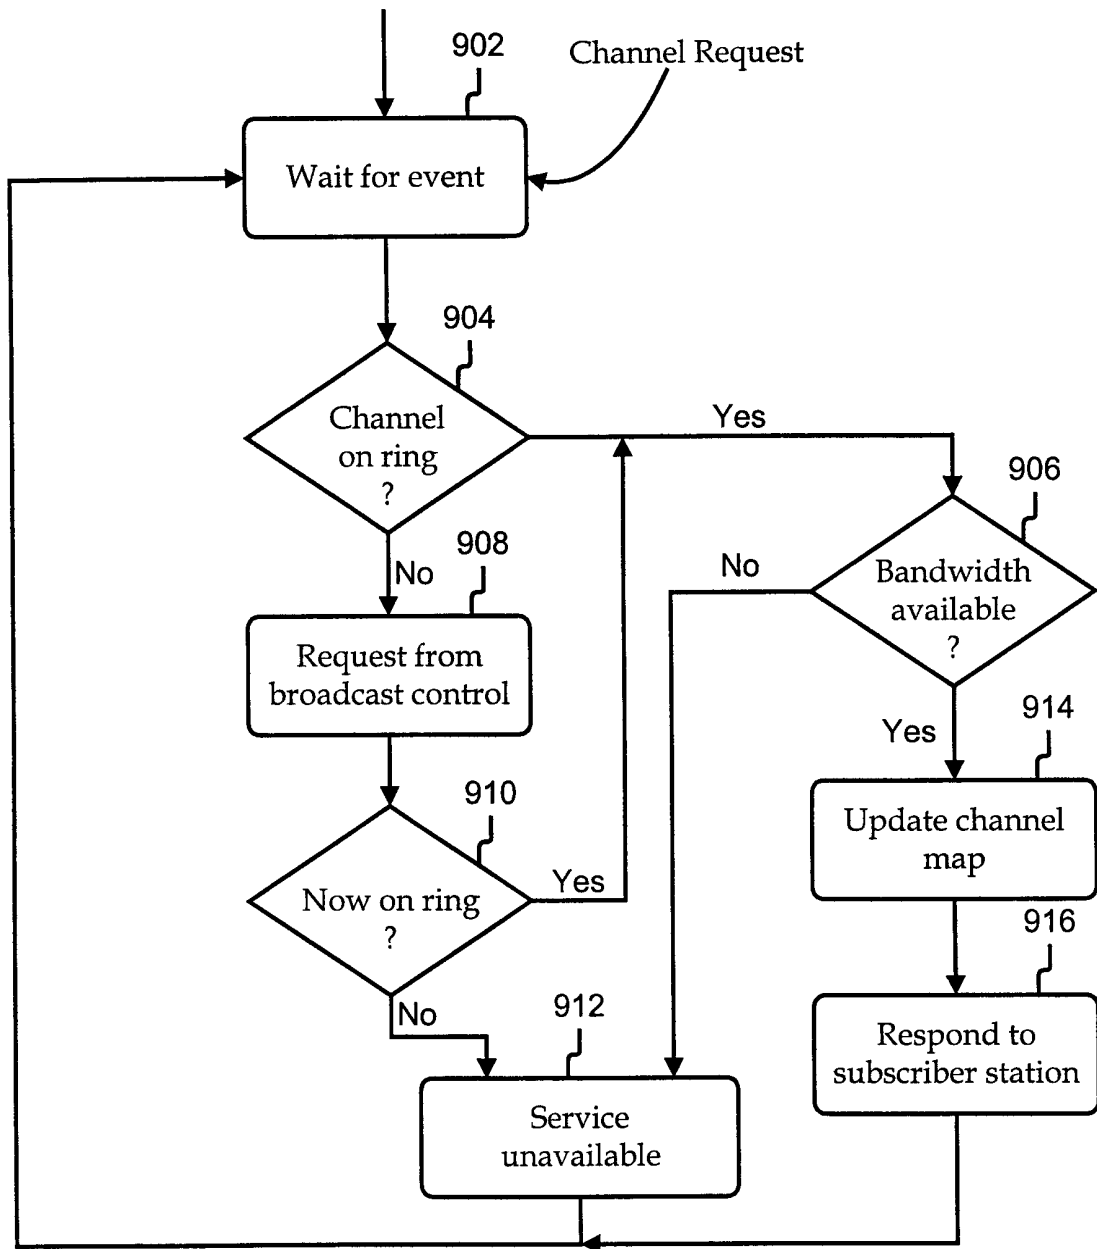 902
Channel Request
Wait for event
904
Channel
on ring
?
Yes
906
Bandwidth
available
?
No
No
908
Request from
broadcast control
Yes
914
Update channel
map
910
Now on ring
?
Yes
916
Respond to
subscriber station
No
912
Service
unavailable